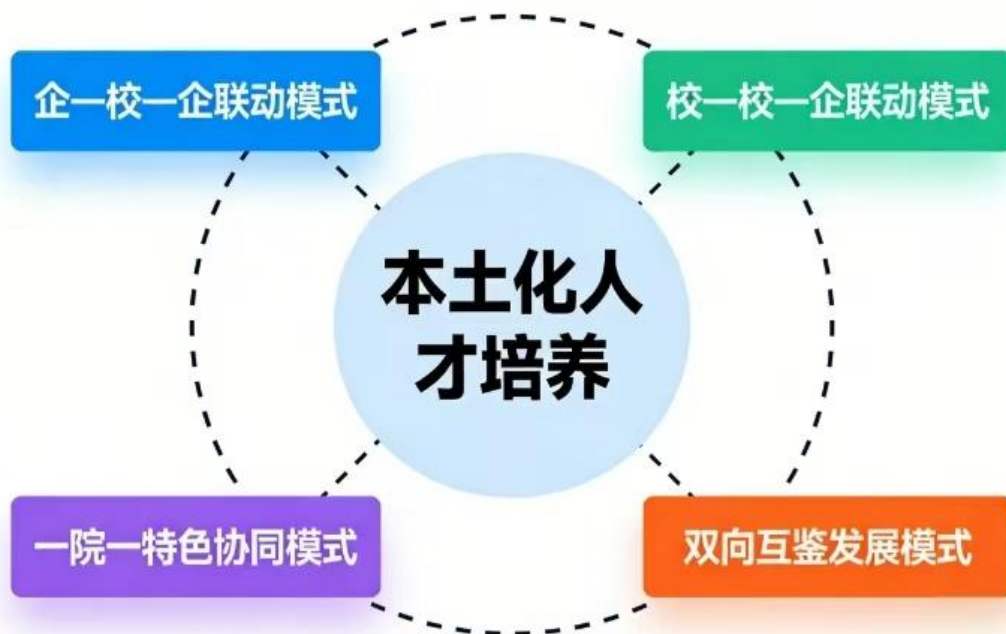 企一校一企联动模式
校一校一企联动模式
本土化人
才培养
一院一特色协同模式
双向互鉴发展模式